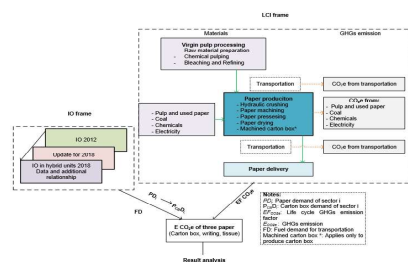 LCI frame
Materials
GHGs emission
Virgin pulp processing
Raw material preparation
- Chemical pulping
- Bleaching and Refining
Transportation
CO₂e from transportation
IO frame
- Pulp and used paper
- Coal
- Chemicals
- Electricity
Paper production
- Hydraulic crushing
- Paper machining
- Paper presseing
- Paper drying
- Machined carton box*
CO₂e from
- Pulp and used paper
- Coal
- Chemicals
- Electricity
IO 2012
Update for 2018
IO in hybrid units 2018
Data and additional
relationship
Transportation
CO₂e from transportation
Paper delivery
FD
EF CO₂e
E CO₂e of three paper
(Carton box, writing, tissue)
Result analysis
Notes:
PDᵢ: Paper demand of sector i
: Carton box demand of sector i
: Life cycle GHGs emission
factor
: GHGs emission
FD: Fuel demand for transportation
Machined carton box *: Applies only to
produce carton box